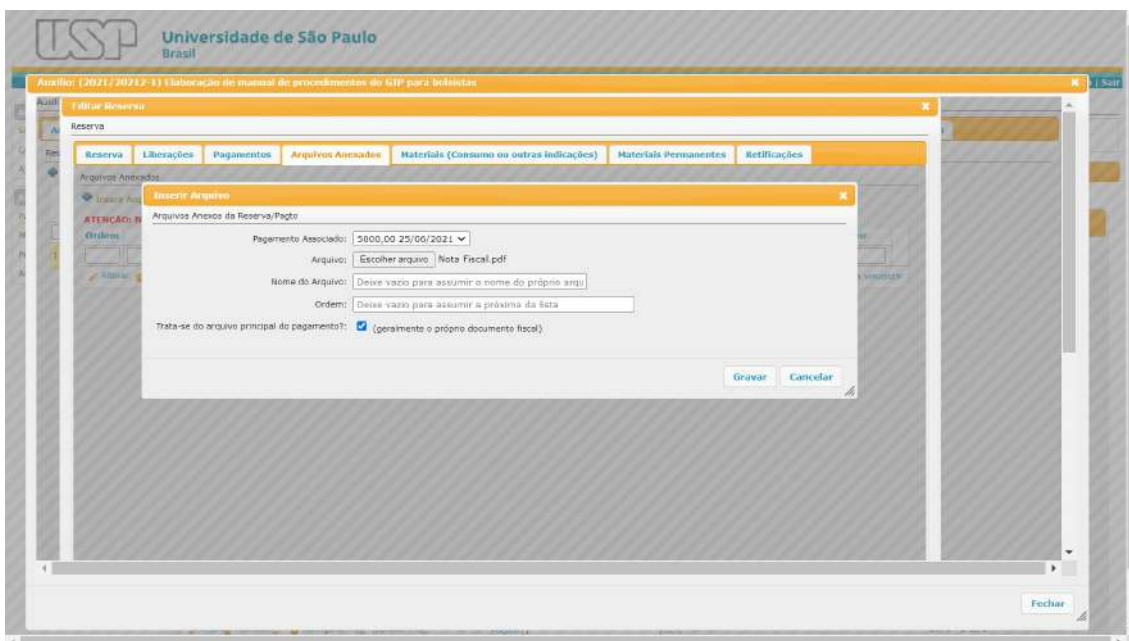 USP
Universidade de São Paulo
Brasil
| Sair
Auxílio: (2021/20212-1) Elaboração de manual de procedimentos do GIP para bolsistas
Editar Reserva
Reserva
Reserva Liberações Pagamentos Arquivos Anexados Materiais (Consumo ou outras indicações) Materiais Permanentes Retificações
Arquivos Anexados
Inserir Arquivo
ATENÇÃO:
Arquivos Anexos da Reserva/Pagto
Ordem
Pagamento Associado: 5800,00 25/06/2021
Arquivo: Escolher arquivo Nota Fiscal.pdf
Nome do Arquivo: Deixe vazio para assumir o nome do próprio arqu
Ordem: Deixe vazio para assumir a próxima da lista
Trata-se do arquivo principal do pagamento?: (geralmente o próprio documento fiscal)
Gravar Cancelar
Fechar